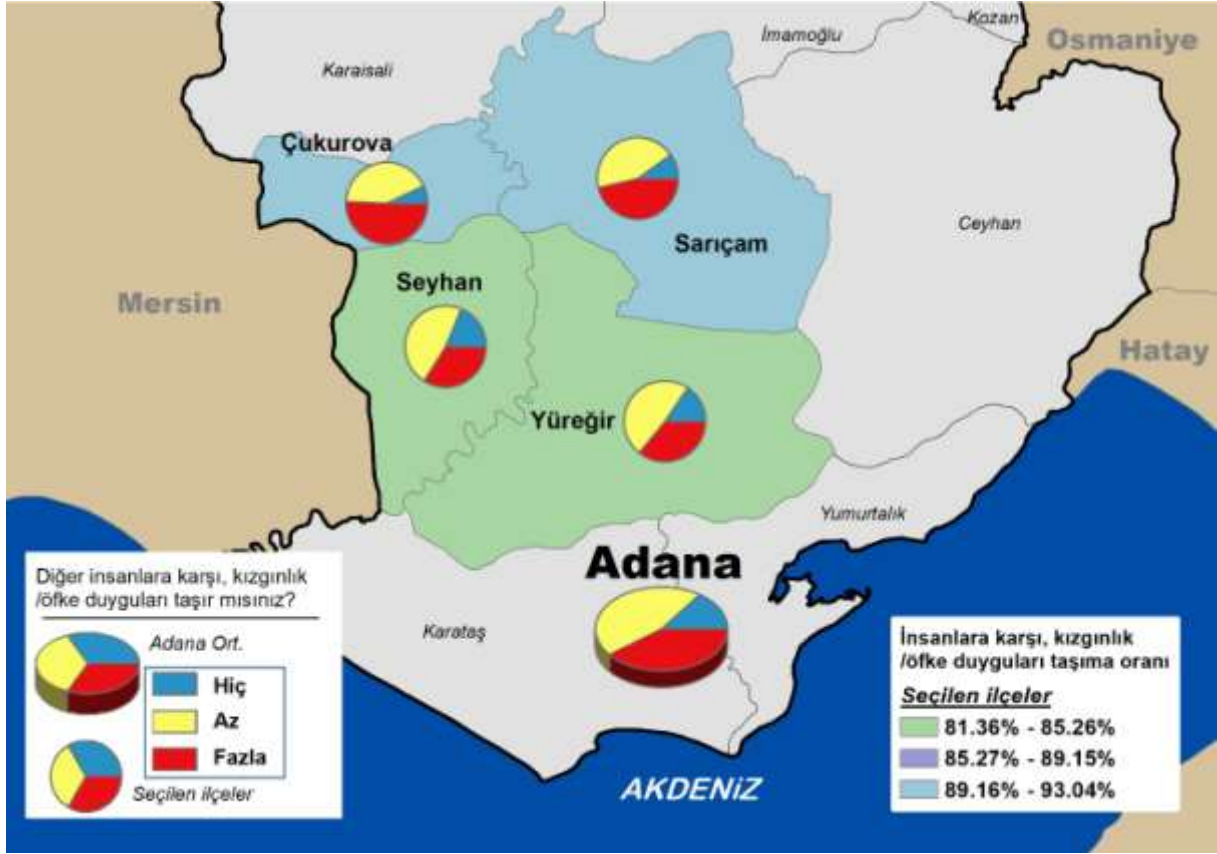 Kozan
İmamoğlu
Osmaniye
Karaisali
Çukurova
Ceyhan
Sarıçam
Seyhan
Mersin
Hatay
Yüreğir
Yumurtalık
Adana
Karataş
AKDENİZ
Diğer insanlara karşı, kızgınlık
/öfke duyguları taşır mısınız?
Adana Ort.
Hiç
Az
Fazla
Seçilen ilçeler
İnsanlara karşı, kızgınlık
/öfke duyguları taşıma oranı
Seçilen ilçeler
81.36% - 85.26%
85.27% - 89.15%
89.16% - 93.04%